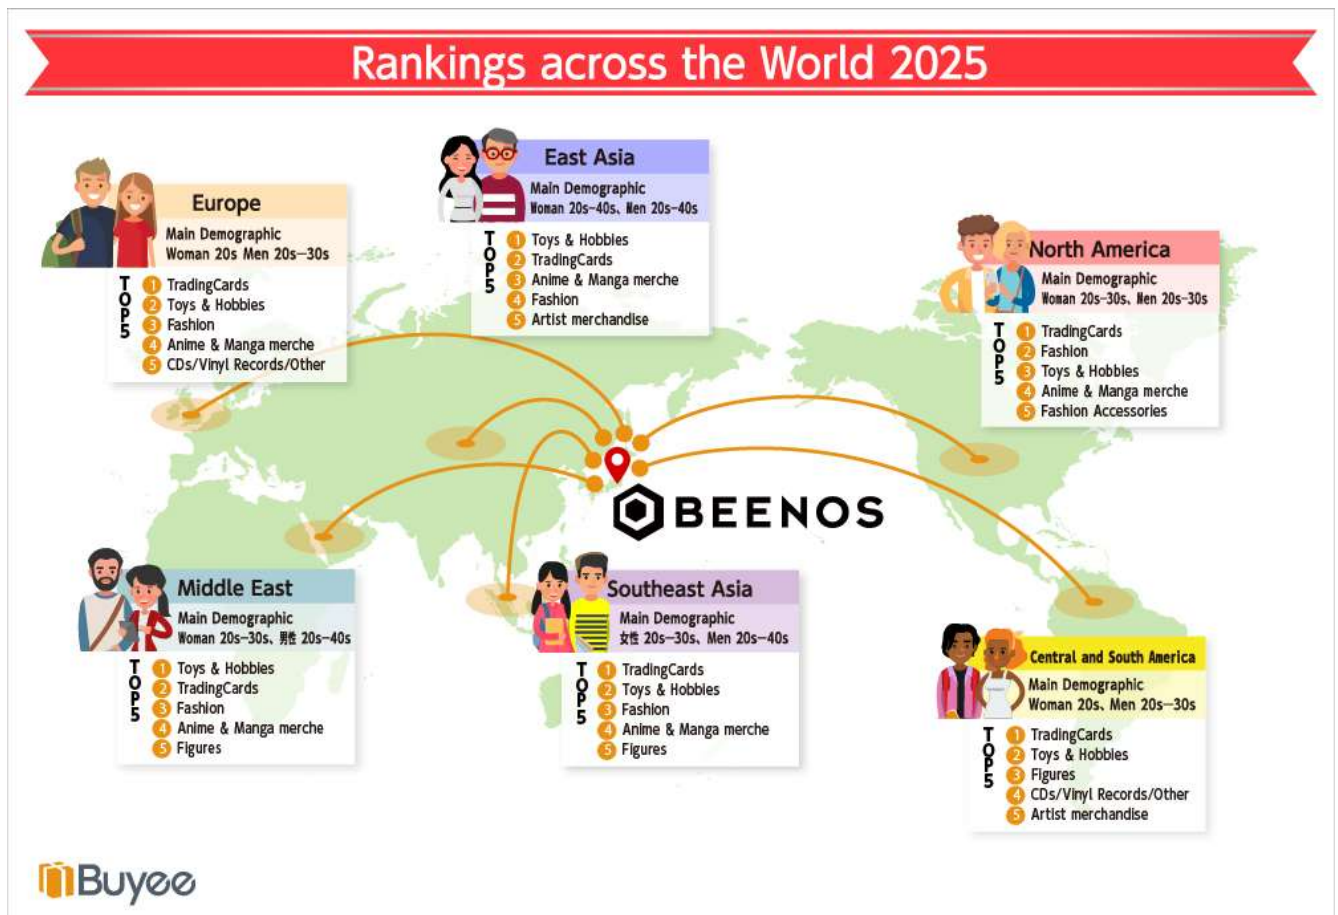 Rankings across the World 2025
East Asia
Main Demographic
Woman 20s-40s、Men 20s-40s
TOP5
1 Toys & Hobbies
2 TradingCards
3 Anime & Manga merche
4 Fashion
5 Artist merchandise
Europe
Main Demographic
Woman 20s Men 20s-30s
TOP5
1 TradingCards
2 Toys & Hobbies
3 Fashion
4 Anime & Manga merche
5 CDs/Vinyl Records/Other
North America
Main Demographic
Woman 20s-30s、Men 20s-30s
TOP5
1 TradingCards
2 Fashion
3 Toys & Hobbies
4 Anime & Manga merche
5 Fashion Accessories
BEENOS
Middle East
Main Demographic
Woman 20s-30s、男性 20s-40s
TOP5
1 Toys & Hobbies
2 TradingCards
3 Fashion
4 Anime & Manga merche
5 Figures
Southeast Asia
Main Demographic
女性 20s-30s、Men 20s-40s
TOP5
1 TradingCards
2 Toys & Hobbies
3 Fashion
4 Anime & Manga merche
5 Figures
Central and South America
Main Demographic
Woman 20s、Men 20s-30s
TOP5
1 TradingCards
2 Toys & Hobbies
3 Figures
4 CDs/Vinyl Records/Other
5 Artist merchandise
Buyee